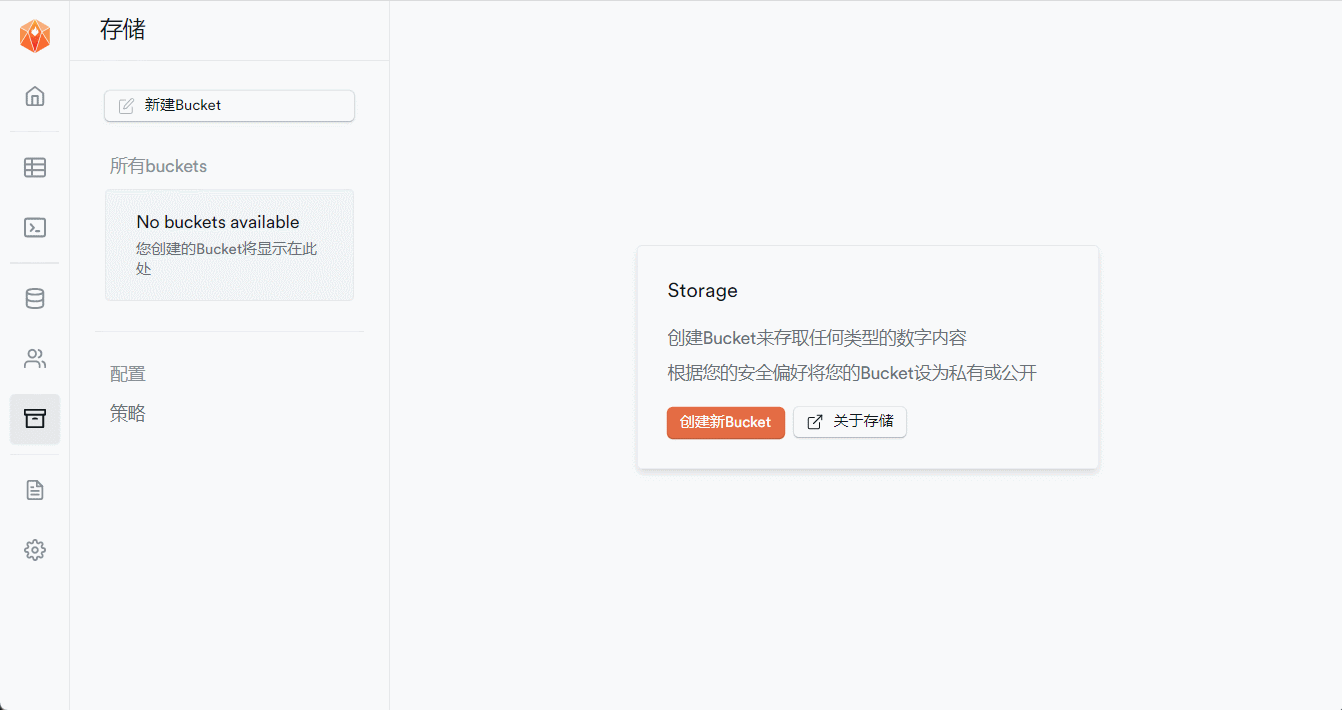 存储
新建Bucket
所有buckets
No buckets available
您创建的Bucket将显示在此
处
配置
策略
Storage
创建Bucket来存取任何类型的数字内容
根据您的安全偏好将您的Bucket设为私有或公开
创建新Bucket
关于存储